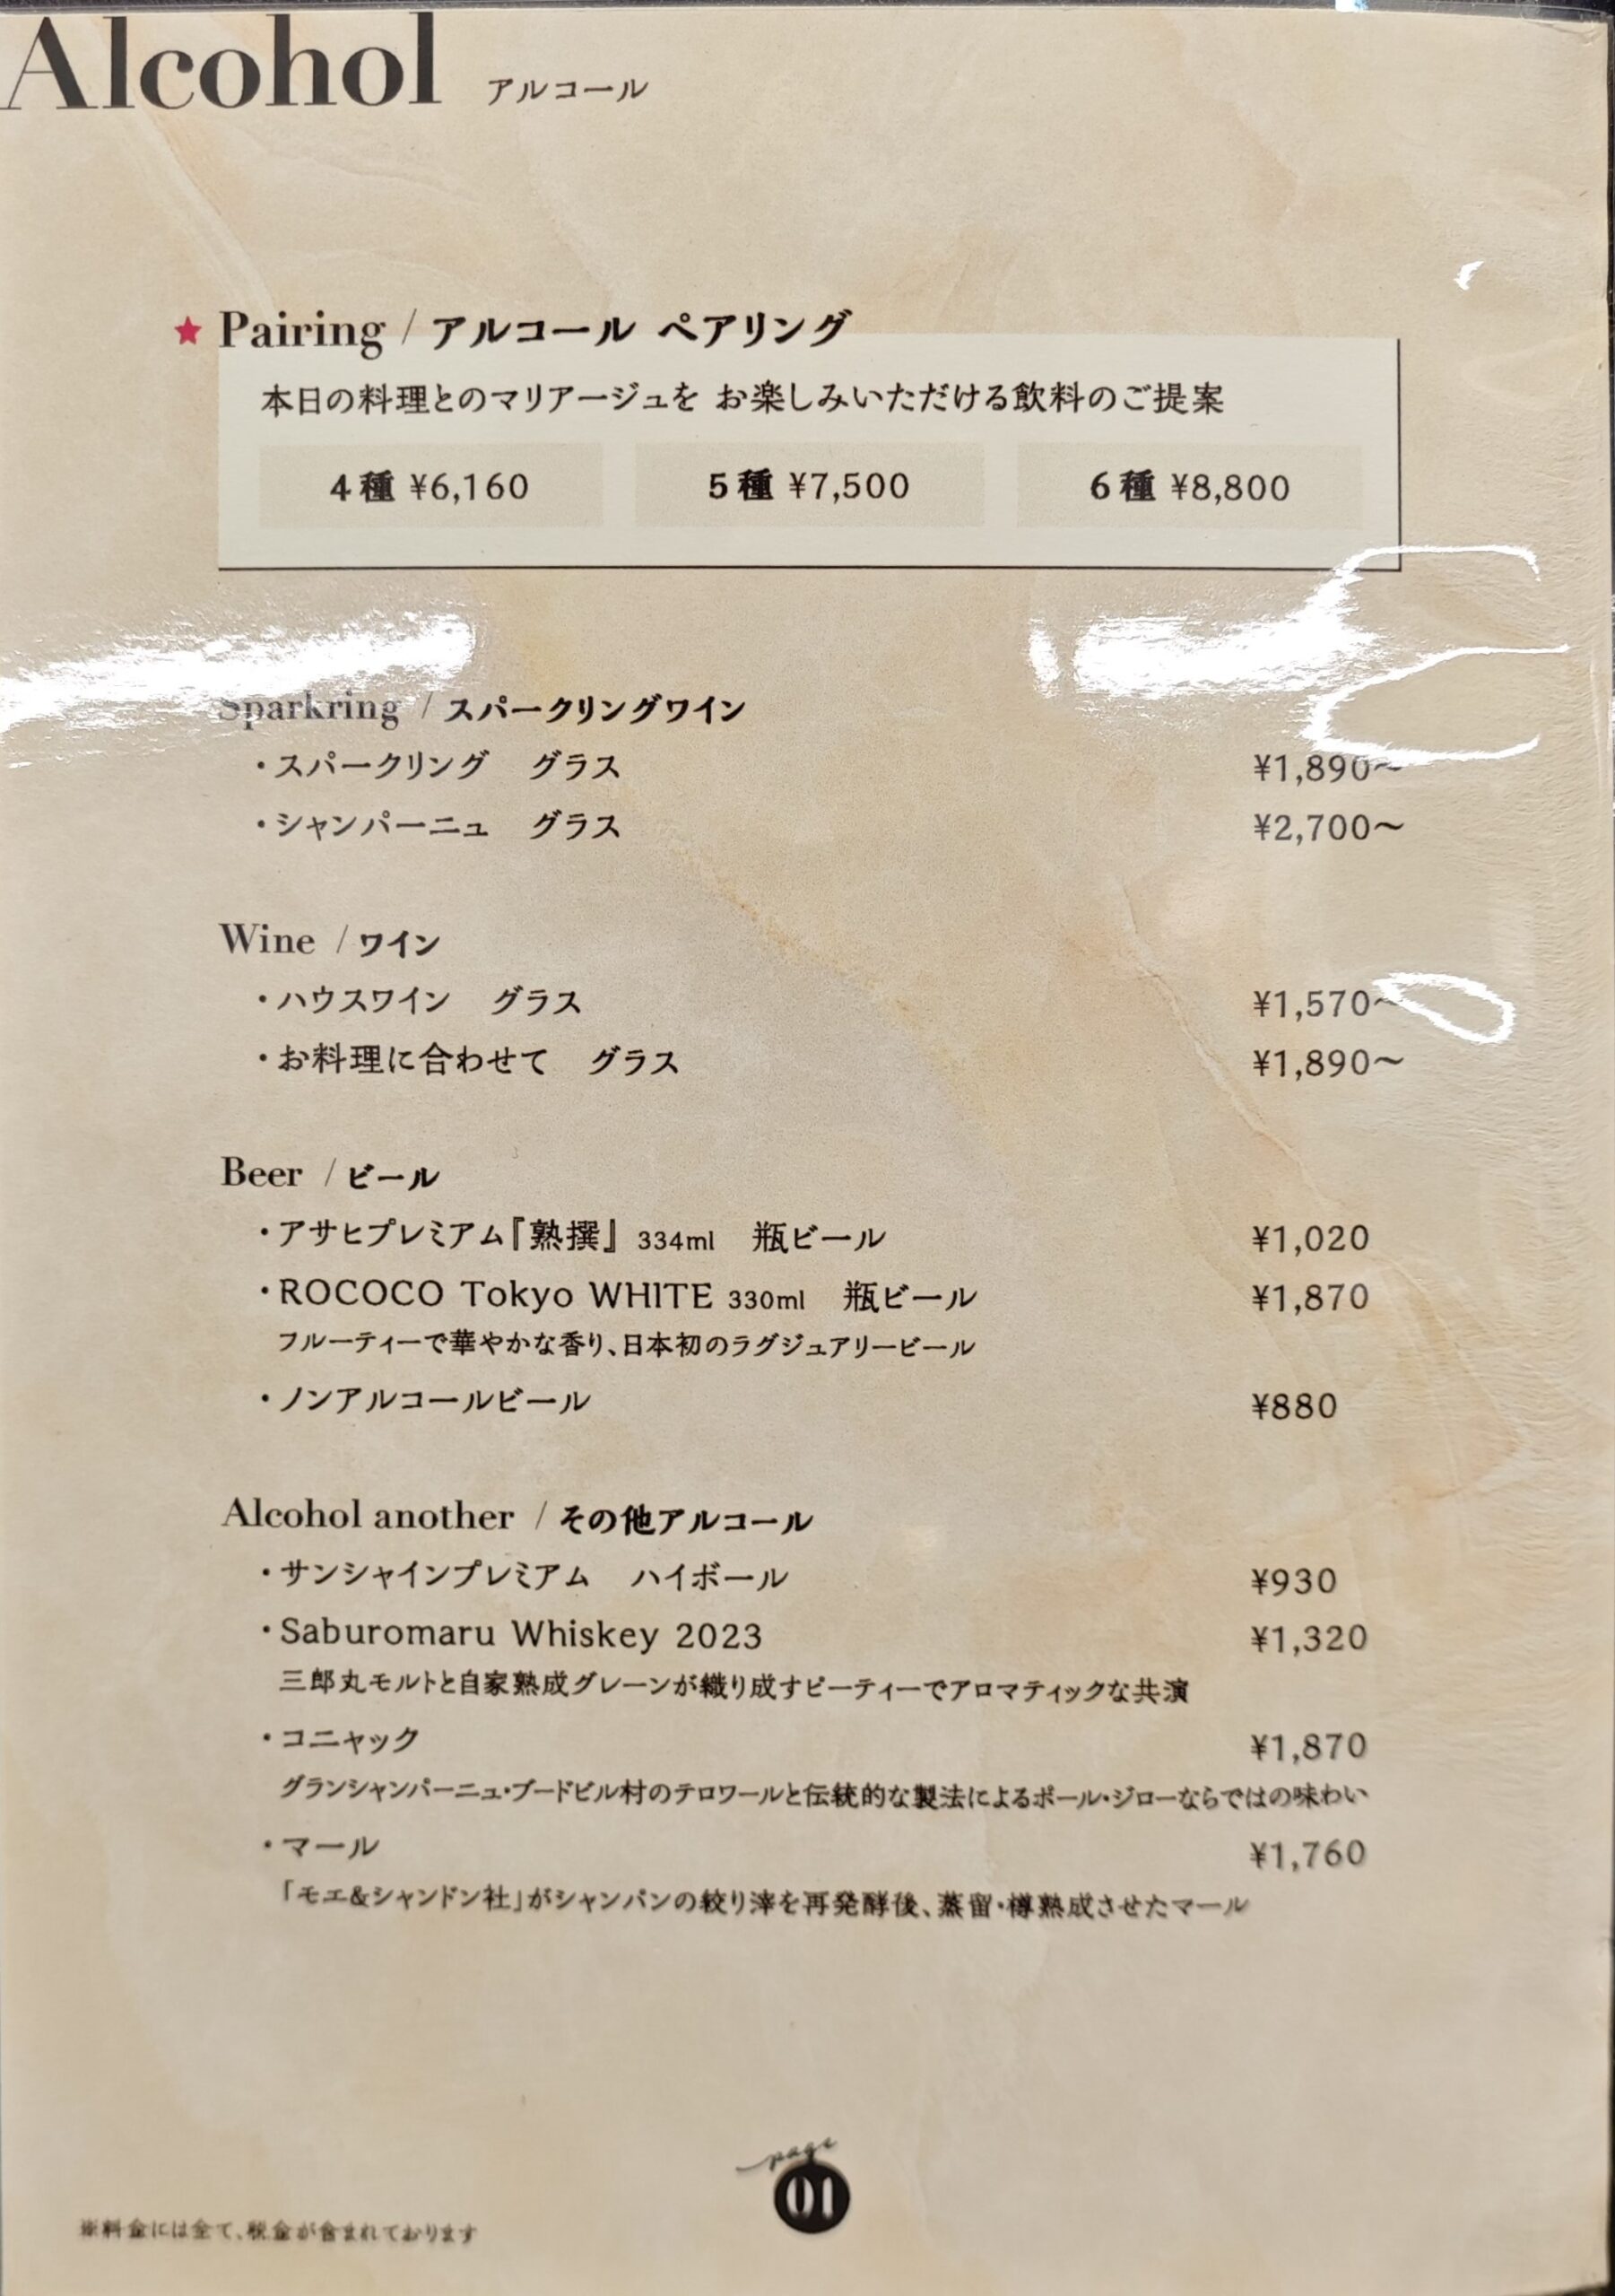 Alcohol アルコール
★ Pairing / アルコール ペアリング
本日の料理とのマリアージュを お楽しみいただける飲料のご提案
4種 ¥6,160 5種 ¥7,500 6種 ¥8,800
Sparkring / スパークリングワイン
・スパークリング グラス ¥1,890〜
・シャンパーニュ グラス ¥2,700〜
Wine / ワイン
・ハウスワイン グラス ¥1,570〜
・お料理に合わせて グラス ¥1,890〜
Beer / ビール
・アサヒプレミアム『熟撰』 334ml 瓶ビール ¥1,020
・ROCOCO Tokyo WHITE 330ml 瓶ビール ¥1,870
フルーティーで華やかな香り、日本初のラグジュアリービール
・ノンアルコールビール ¥880
Alcohol another / その他アルコール
・サンシャインプレミアム ハイボール ¥930
・Saburomaru Whiskey 2023 ¥1,320
三郎丸モルトと自家熟成グレーンが織り成すピーティーでアロマティックな共演
・コニャック ¥1,870
グランシャンパーニュ・ブードビル村のテロワールと伝統的な製法によるポール・ジローならではの味わい
・マール ¥1,760
「モエ&シャンドン社」がシャンパンの絞り滓を再発酵後、蒸留・樽熟成させたマール
page
01
※料金には全て、税金が含まれております